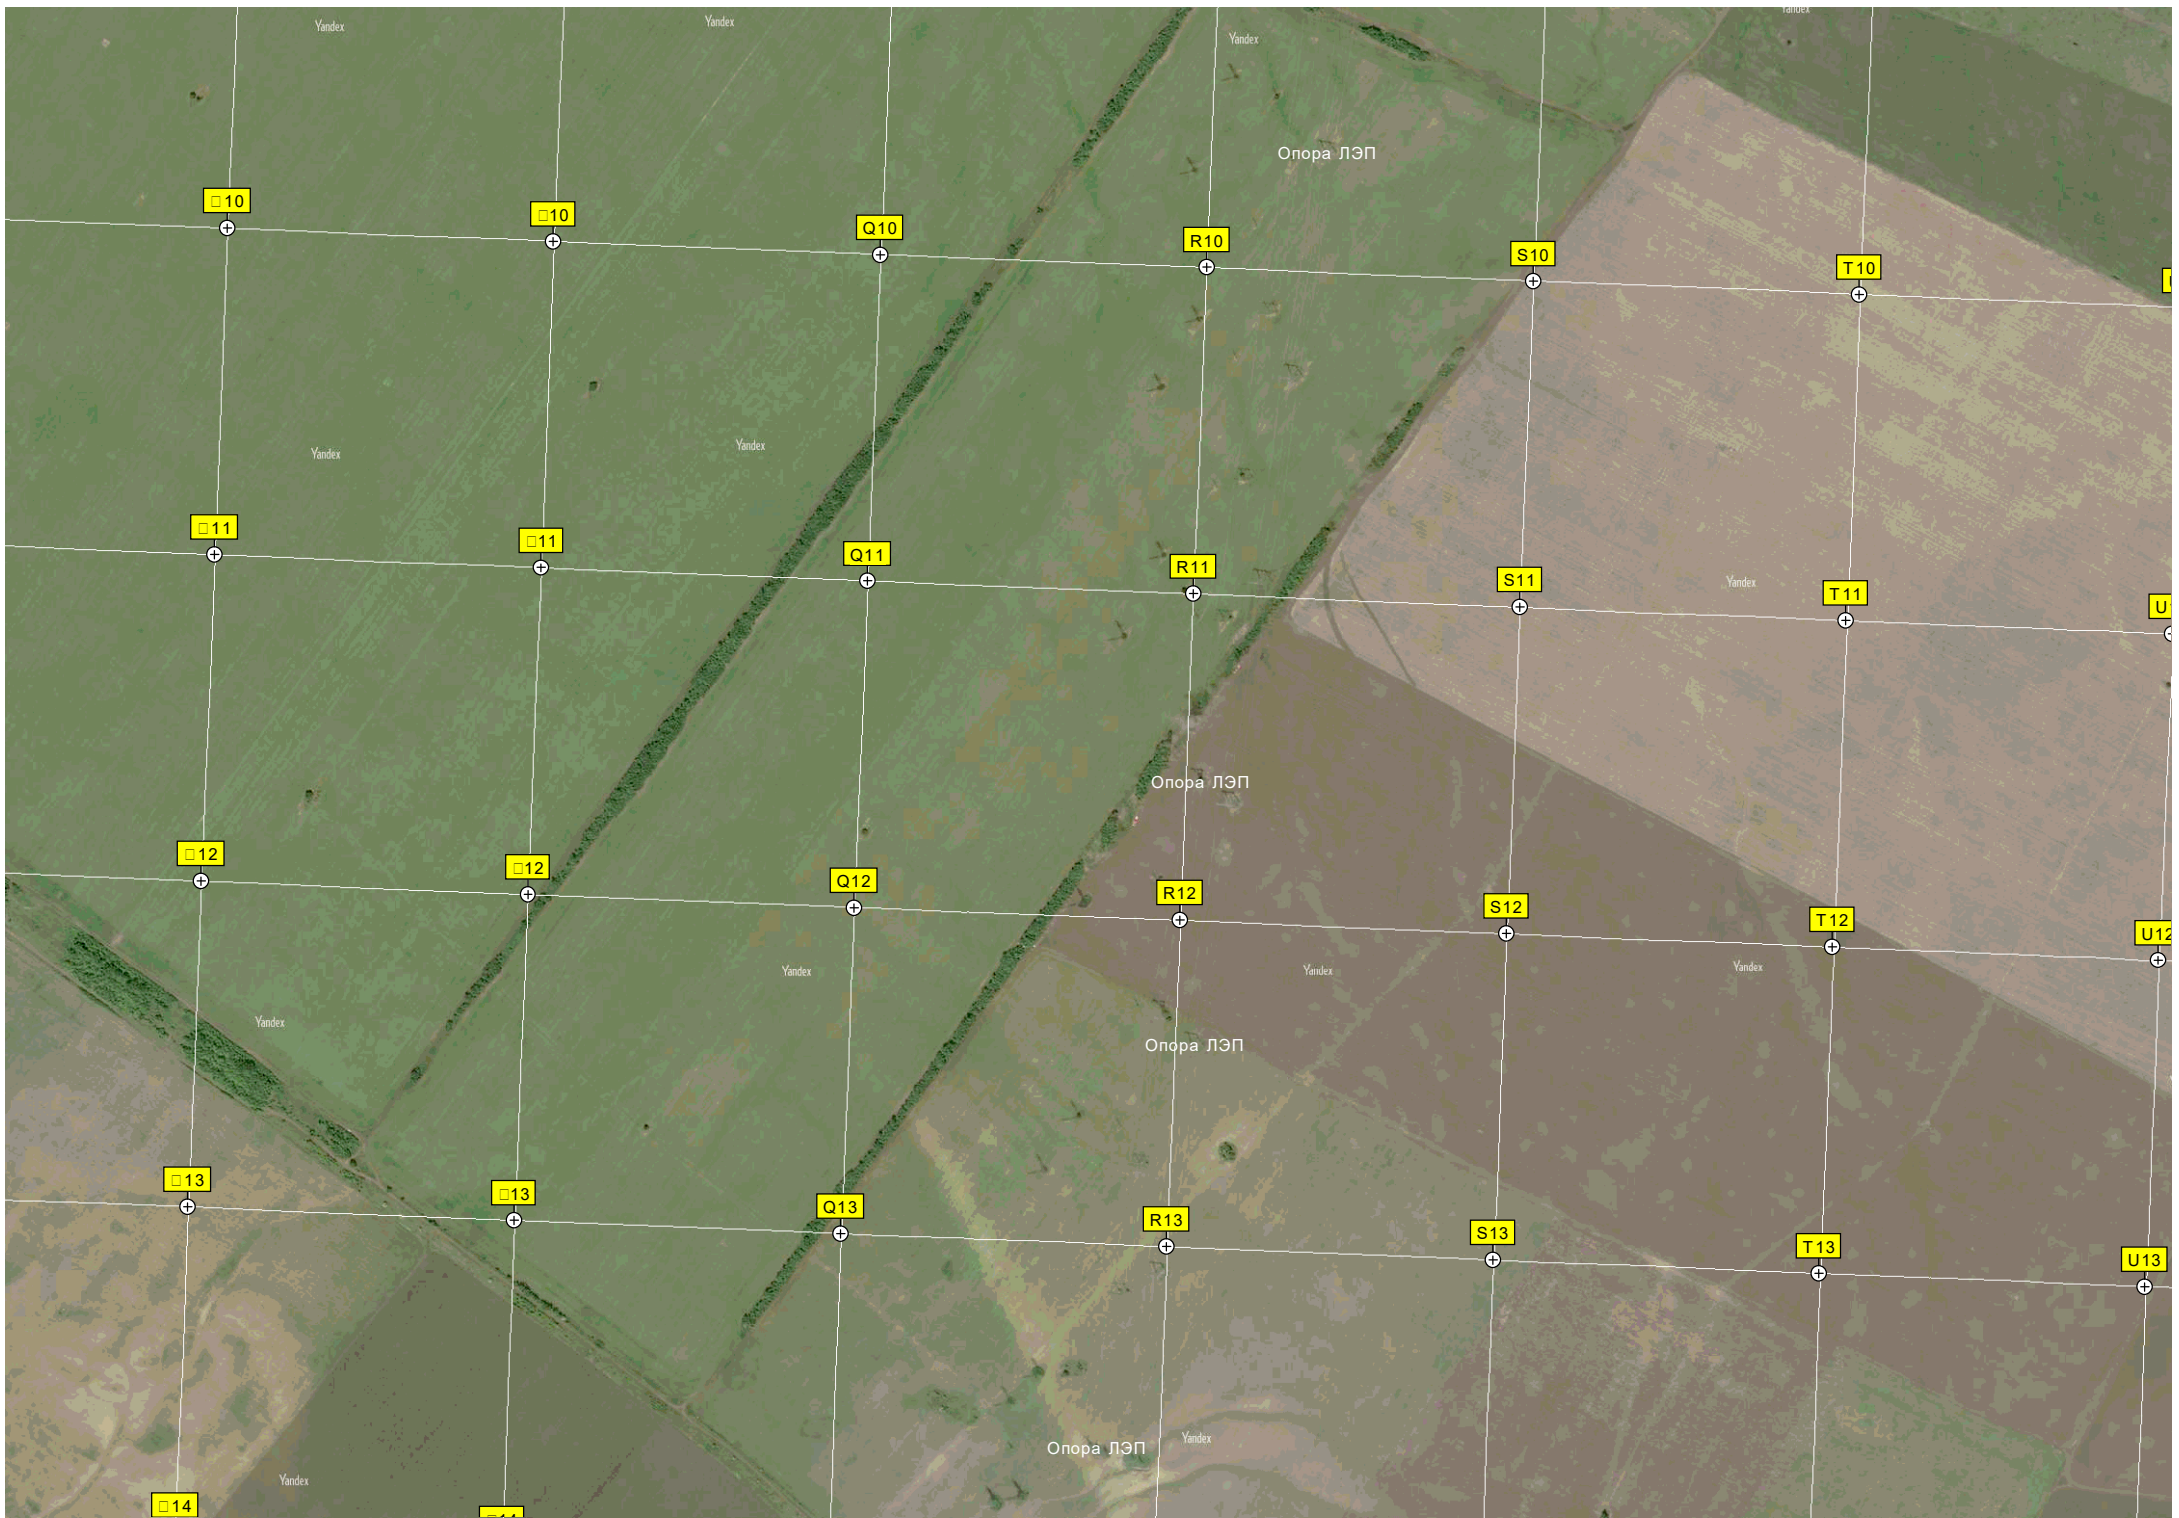 Yandex
Yandex
Yandex
Yandex
Опора ЛЭП
□10
□10
Q10
R10
S10
T10
Yandex
Yandex
□11
□11
Q11
R11
S11
Yandex
T11
Опора ЛЭП
□12
□12
Q12
R12
S12
T12
U12
Yandex
Yandex
Yandex
Yandex
Опора ЛЭП
□13
□13
Q13
R13
S13
T13
U13
Опора ЛЭП
Yandex
Yandex
□14